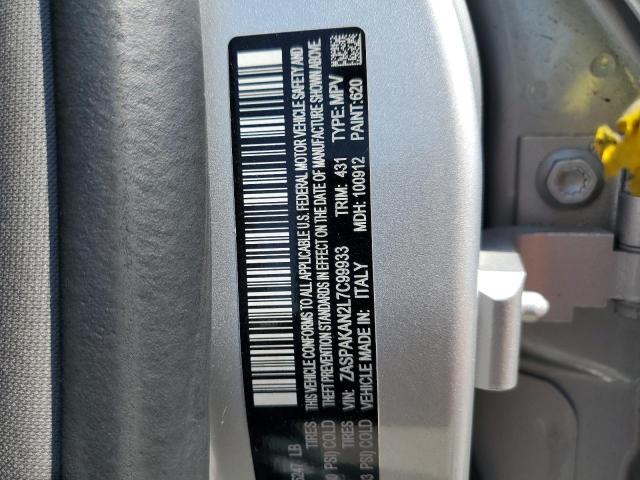 5247 LB
TIRES
THIS VEHICLE CONFORMS TO ALL APPLICABLE U.S. FEDERAL MOTOR VEHICLE SAFETY AND
PSI) COLD
THEFT PREVENTION STANDARDS IN EFFECT ON THE DATE OF MANUFACTURE SHOWN ABOVE.
TIRES
VIN: ZASPAKAN2L7C99933 TRIM: 431 TYPE: MPV
3 PSI) COLD
VEHICLE MADE IN: ITALY MDH: 100912 PAINT: 620